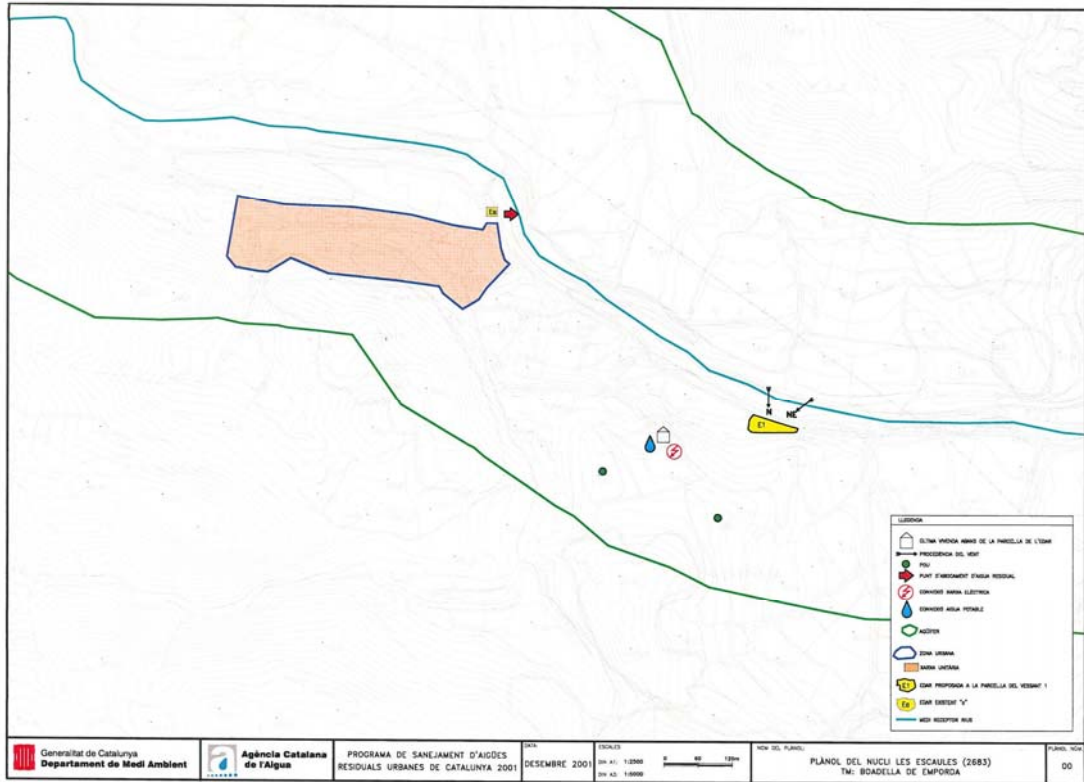 Ea
N
NE
E1
LLEGENDA
ÚLTIMA VIVENDA ABANS DE LA PARCEL·LA DE L'EDAR
PROCEDÈNCIA DEL VENT
POU
PUNT D'ABOCAMENT D'AIGUA RESIDUAL
CONNEXIÓ XARXA ELÈCTRICA
CONNEXIÓ AIGUA POTABLE
AQÜÍFER
ZONA URBANA
XARXA UNITÀRIA
E1 EDAR PROPOSADA A LA PARCEL·LA DEL VESSANT 1
Ea EDAR EXISTENT "a"
MEDI RECEPTOR RIUS
Generalitat de Catalunya
Departament de Medi Ambient
Agència Catalana
de l'Aigua
PROGRAMA DE SANEJAMENT D'AIGÜES
RESIDUALS URBANES DE CATALUNYA 2001
DATA:
DESEMBRE 2001
ESCALES:
DIN A1: 1:2500
DIN A3: 1:5000
0 60 120m
NOM DEL PLÀNOL:
PLÀNOL DEL NUCLI LES ESCAULES (2683)
TM: BOADELLA DE EMPORDA
PLÀNOL NÚM.
00